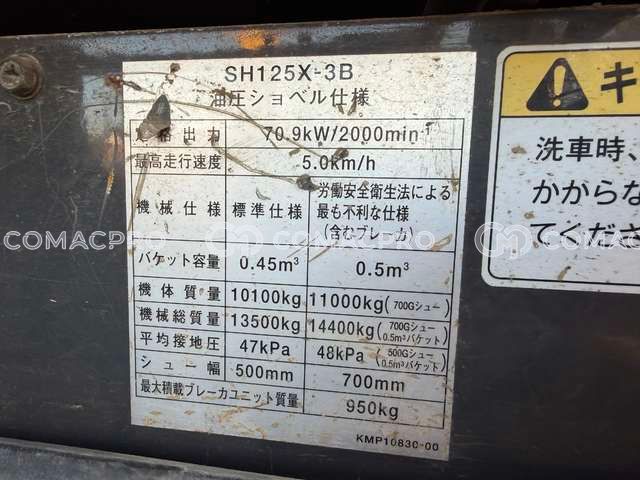 SH125X-3B
油圧ショベル仕様
定格出力 70.9kW/2000min-1
最高走行速度 5.0km/h
機械仕様 標準仕様 労働安全衛生法による
最も不利な仕様
(含むブレーカ)
バケット容量 0.45m³ 0.5m³
機体質量 10100kg 11000kg(700Gシュー)
機械総質量 13500kg 14400kg(700Gシュー
0.5m³バケット)
平均接地圧 47kPa 48kPa(500Gシュー
0.5m³バケット)
シュー幅 500mm 700mm
最大積載ブレーカユニット質量 950kg
KMP10830-00
キ
洗車時、
かからな
てくださ
COMACPRO COMACPRO COMACPRO